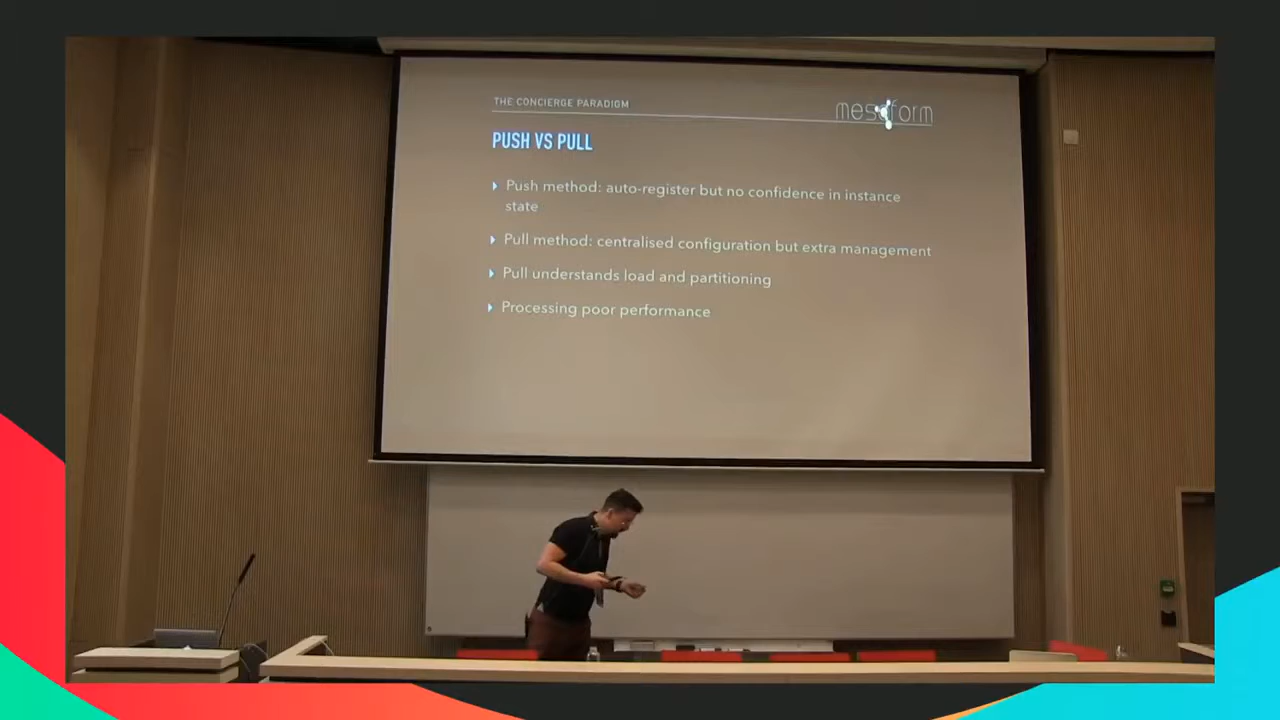 THE CONCIERGE PARADIGM
mesoform
PUSH VS PULL
Push method: auto-register but no confidence in instance
state
Pull method: centralised configuration but extra management
Pull understands load and partitioning
Processing poor performance